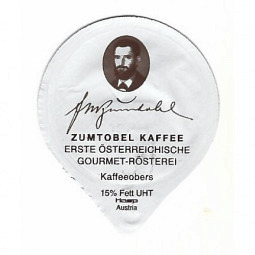 ZUMTOBEL KAFFEE
ERSTE ÖSTERREICHISCHE
GOURMET-RÖSTEREI
Kaffeeobers
15% Fett UHT
Austria